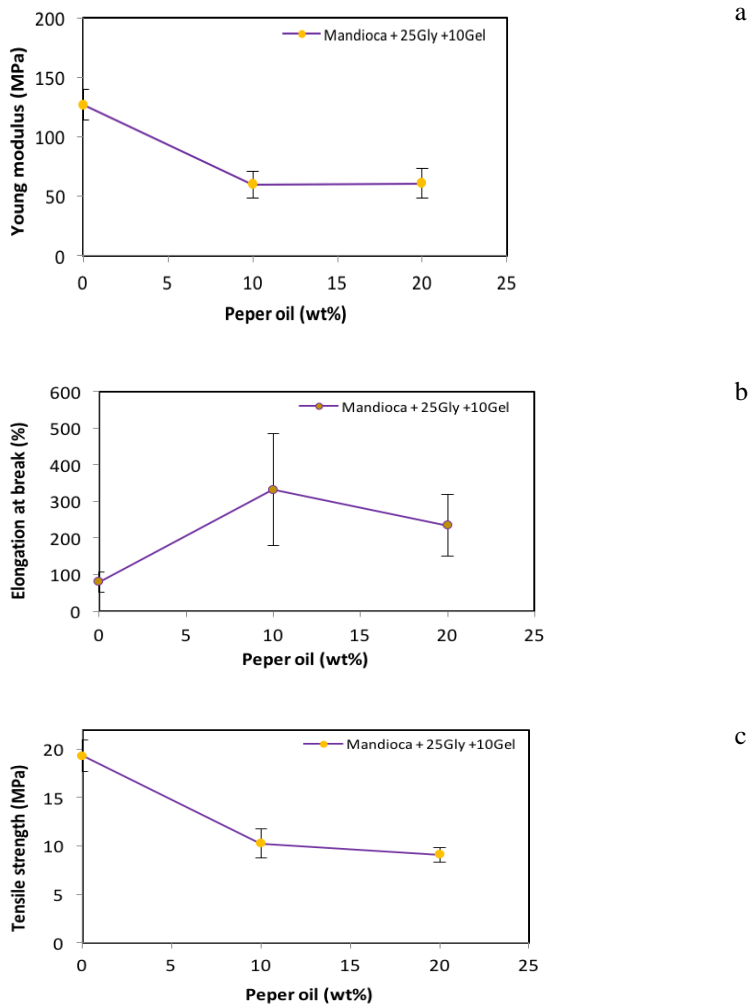 a
200
150
100
50
0
Young modulus (MPa)
Mandioca + 25Gly +10Gel
0 5 10 15 20 25
Peper oil (wt%)
b
600
500
400
300
200
100
0
Elongation at break (%)
Mandioca + 25Gly +10Gel
0 5 10 15 20 25
Peper oil (wt%)
c
20
15
10
5
0
Tensile strength (MPa)
Mandioca + 25Gly +10Gel
0 5 10 15 20 25
Peper oil (wt%)